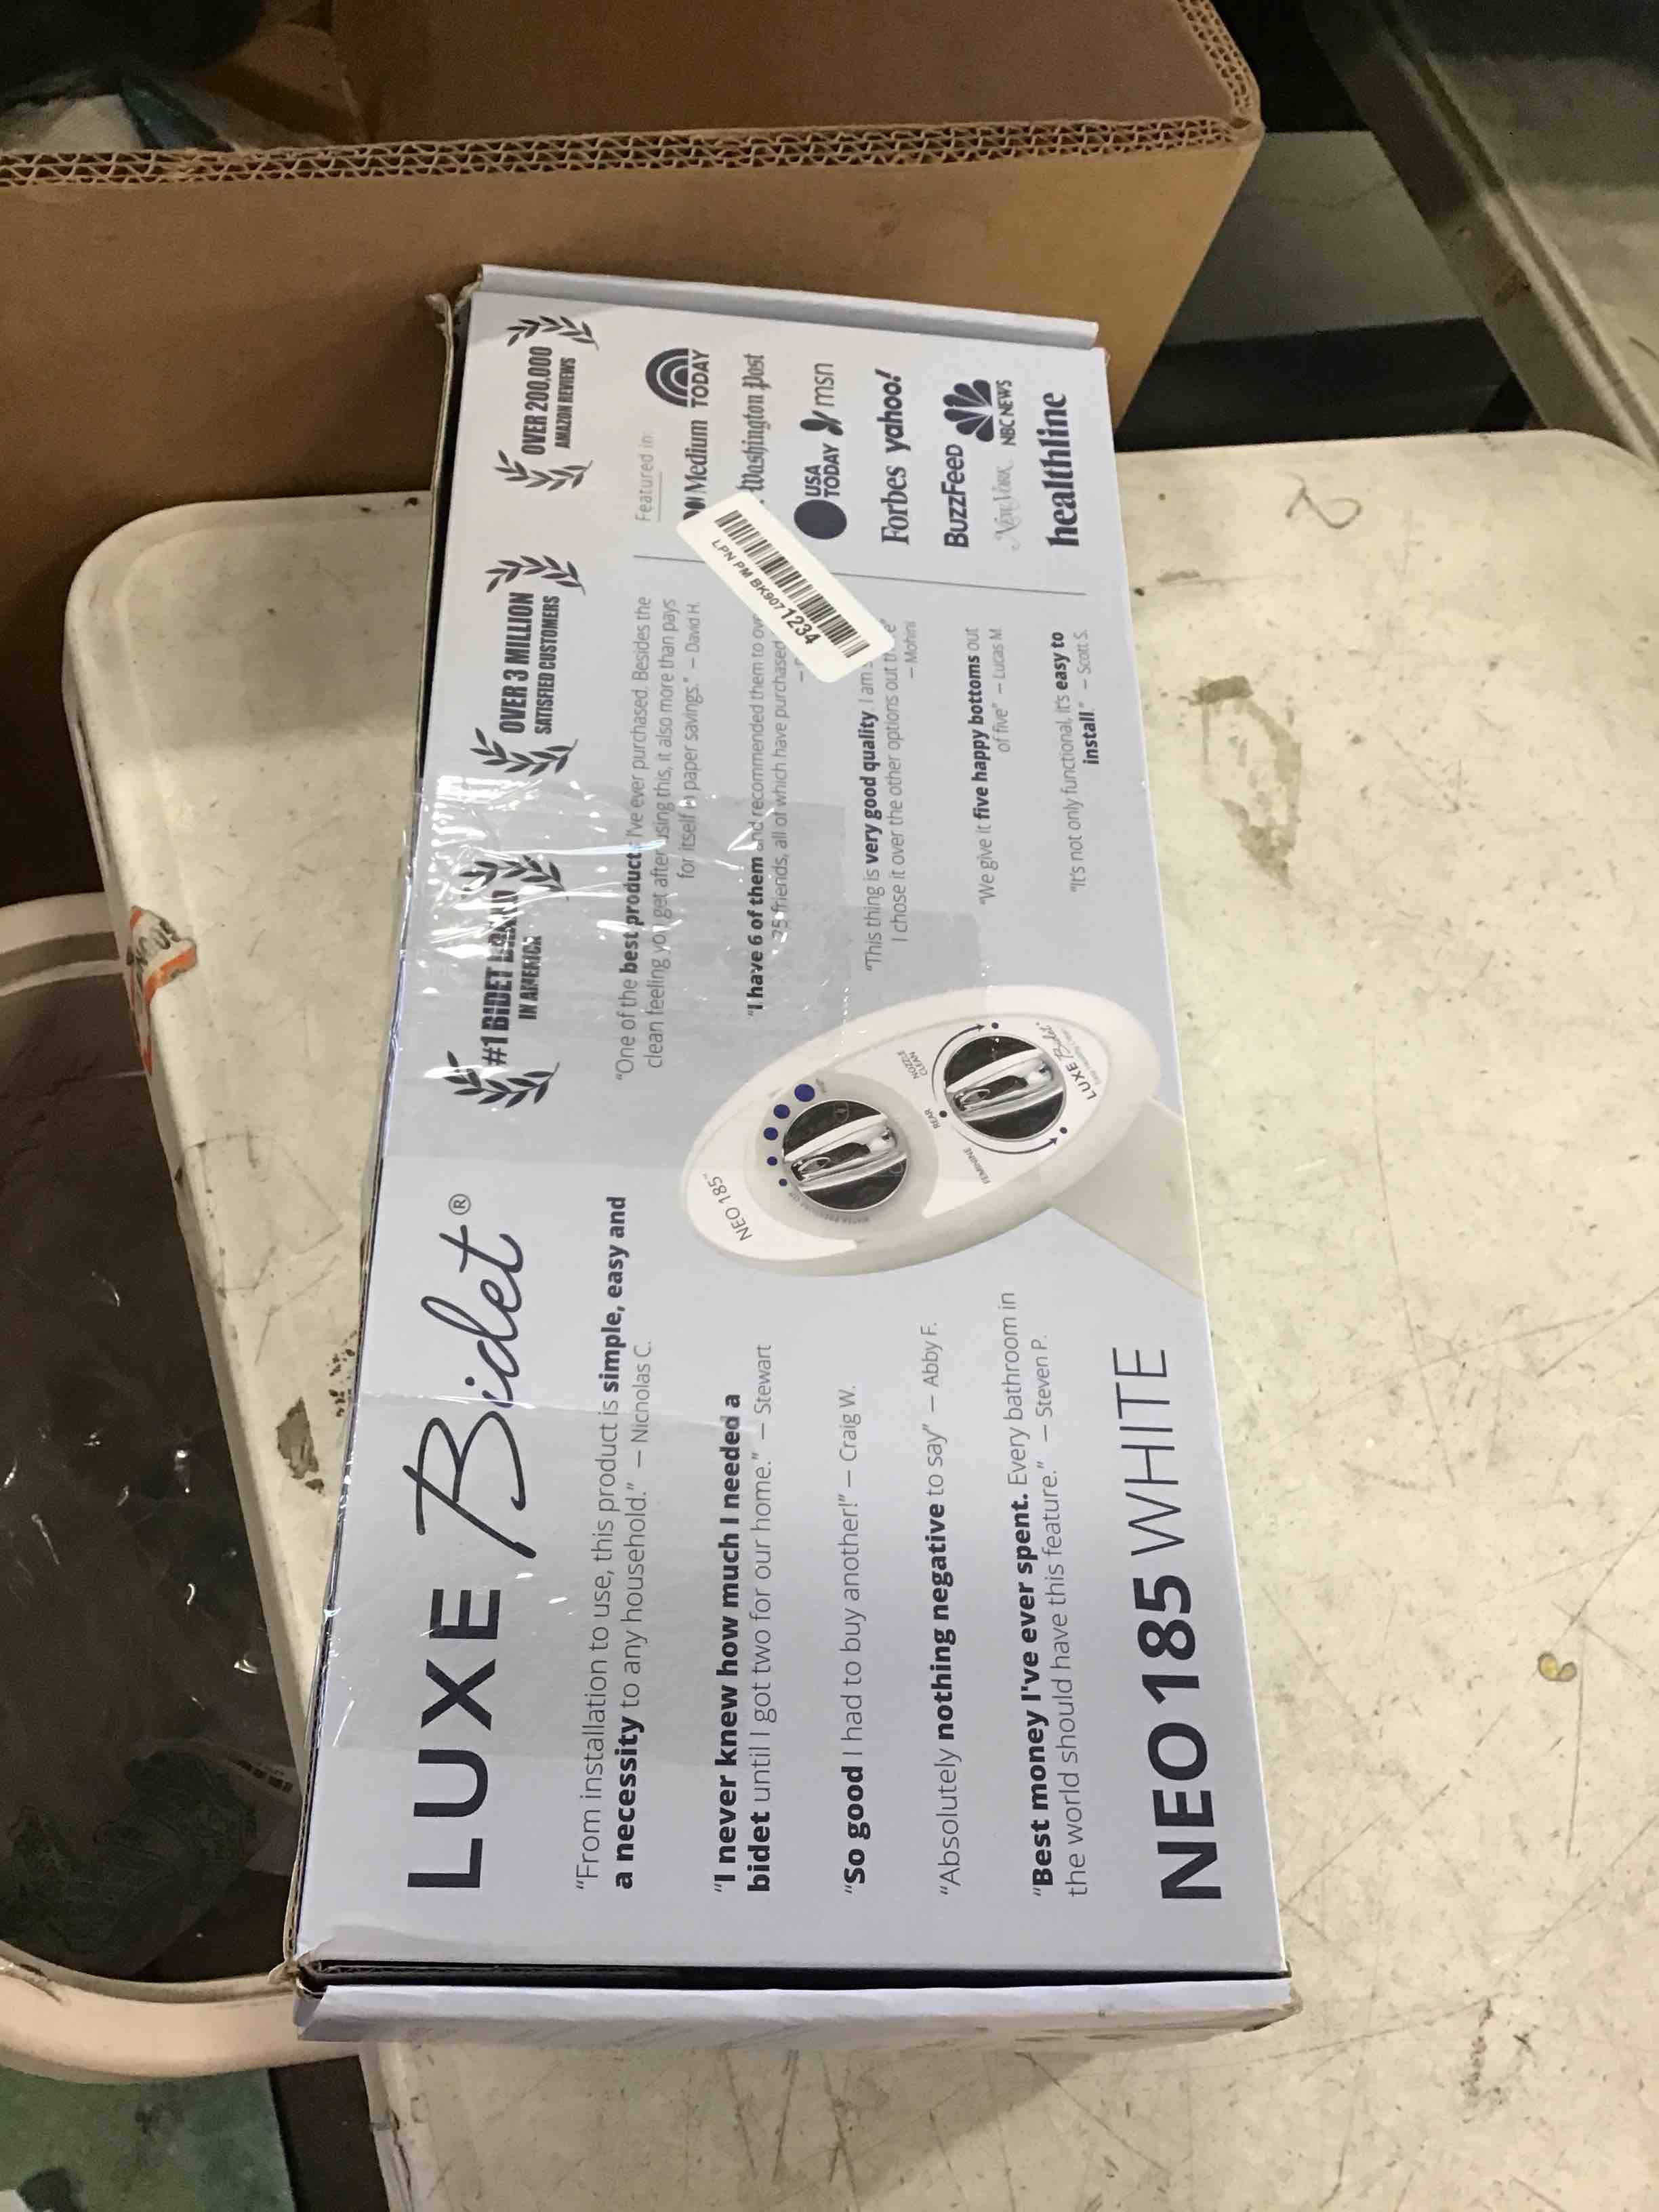 LUXE Bidet®
#1 BIDET BRAND
IN AMERICA
OVER 3 MILLION
SATISFIED CUSTOMERS
OVER 200,000
AMAZON REVIEWS
“From installation to use, this product is simple, easy and
a necessity to any household.” – Nicholas C.
“I never knew how much I needed a
bidet until I got two for our home.” – Stewart
“So good I had to buy another!” – Craig W.
“Absolutely nothing negative to say” – Abby F.
“Best money I've ever spent. Every bathroom in
the world should have this feature.” – Steven P.
NEO 185 WHITE
“One of the best products I've ever purchased. Besides the
clean feeling you get after using this, it also more than pays
for itself in paper savings.” – David H.
“I have 6 of them and recommended them to
25 friends, all of which have purchased
“This thing is very good quality. I am
I chose it over the other options out
– Mohini
“We give it five happy bottoms out
of five” – Lucas M.
“It's not only functional, it's easy to
install.” – Scott S.
Featured in:
Medium TODAY
Washington Post
USA
TODAY
msn
Forbes yahoo!
BuzzFeed
New York
NBC NEWS
healthline
LPN PM BK9071234
NEO 185™
NOZZLE
CLEAN
REAR
FEMININE
LUXE Bidet